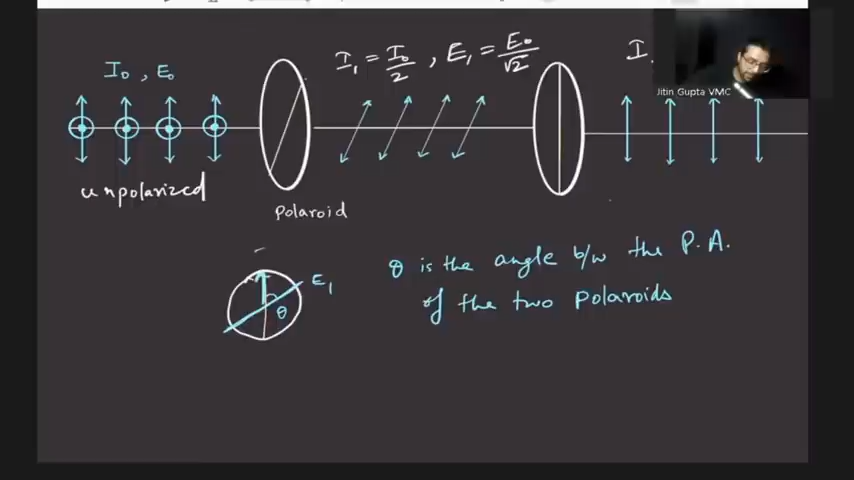 I₀ , E₀
I₁ = I₀/2 , E₁ = E₀/√2
I.
Jitin Gupta VMC
unpolarized
Polaroid
E₁
θ
θ is the angle b/w the P.A.
of the two Polaroids